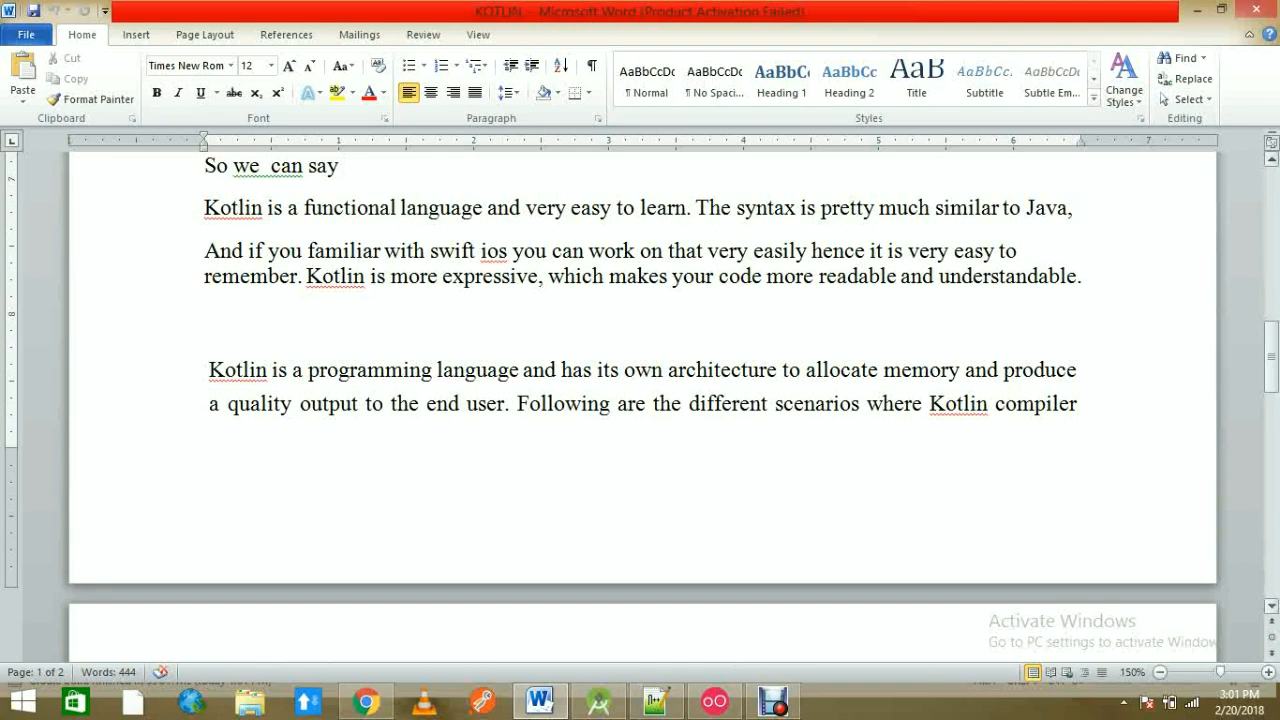 KOTLIN - Microsoft Word (Product Activation Failed)
File Home Insert Page Layout References Mailings Review View
Paste
Cut
Copy
Format Painter
Clipboard
Times New Rom 12
Font
Paragraph
AaBbCcDc AaBbCcDc AaBbCc AaBbCc AaB AaBbCc. AaBbCcDc
¶ Normal ¶ No Spaci... Heading 1 Heading 2 Title Subtitle Subtle Em...
Change Styles
Styles
Find
Replace
Select
Editing
1 1 2 3 4 5 6 7
So we  can say
Kotlin is a functional language and very easy to learn. The syntax is pretty much similar to Java,
And if you familiar with swift ios you can work on that very easily hence it is very easy to
remember. Kotlin is more expressive, which makes your code more readable and understandable.
Kotlin is a programming language and has its own architecture to allocate memory and produce
a quality output to the end user. Following are the different scenarios where Kotlin compiler
Activate Windows
Go to PC settings to activate Window
Page: 1 of 2 Words: 444 150%
3:01 PM
2/20/2018